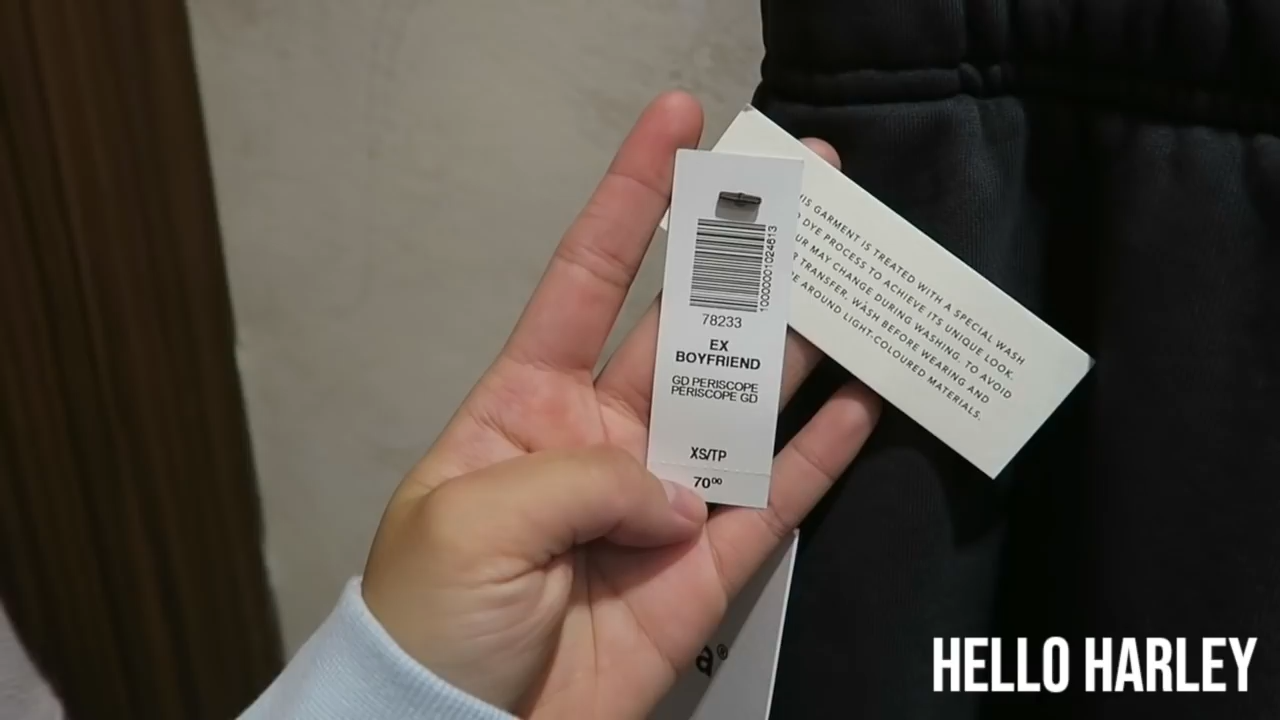 10000001024613
78233
EX
BOYFRIEND
GD PERISCOPE
PERISCOPE GD
XS/TP
70⁰⁰
GARMENT IS TREATED WITH A SPECIAL WASH
DYE PROCESS TO ACHIEVE ITS UNIQUE LOOK.
MAY CHANGE DURING WASHING. TO AVOID
TRANSFER, WASH BEFORE WEARING AND
AROUND LIGHT-COLOURED MATERIALS.
a®
HELLO HARLEY